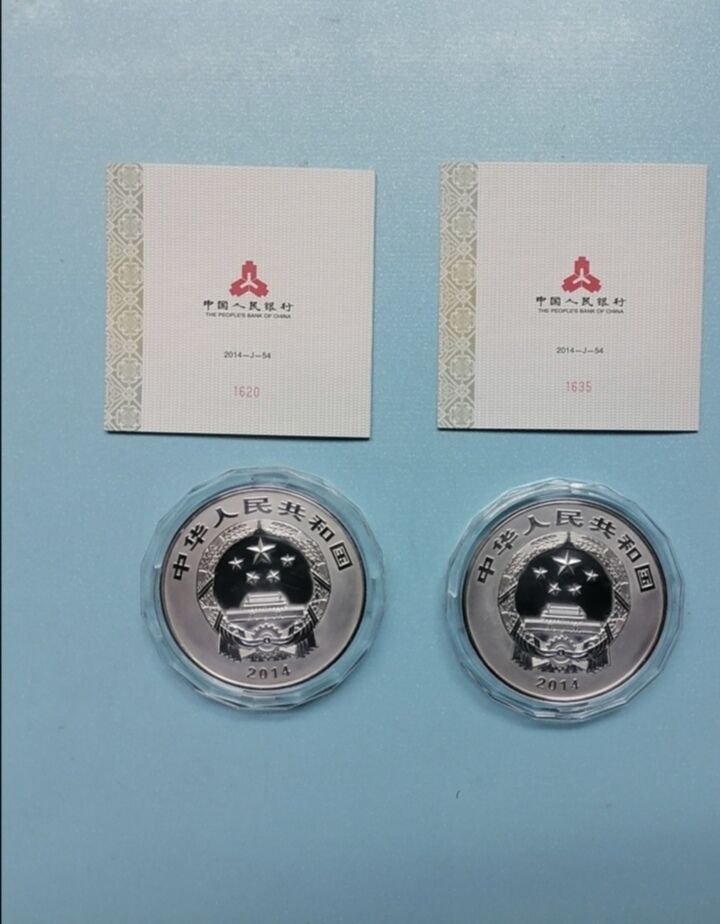 中国人民银行
THE PEOPLE'S BANK OF CHINA
2014—J—54
1620
中国人民银行
THE PEOPLE'S BANK OF CHINA
2014—J—54
1635
中华人民共和国
2014
中华人民共和国
2014